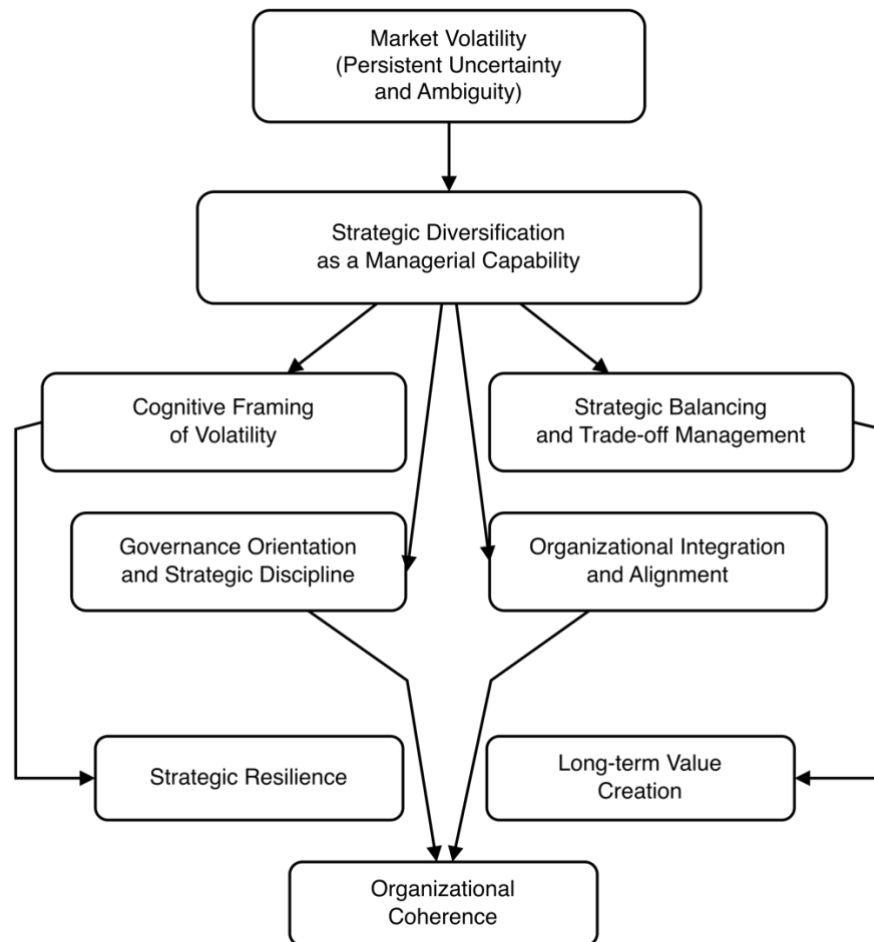 Market Volatility
(Persistent Uncertainty
and Ambiguity)
Strategic Diversification
as a Managerial Capability
Cognitive Framing
of Volatility
Strategic Balancing
and Trade-off Management
Governance Orientation
and Strategic Discipline
Organizational Integration
and Alignment
Strategic Resilience
Long-term Value
Creation
Organizational
Coherence